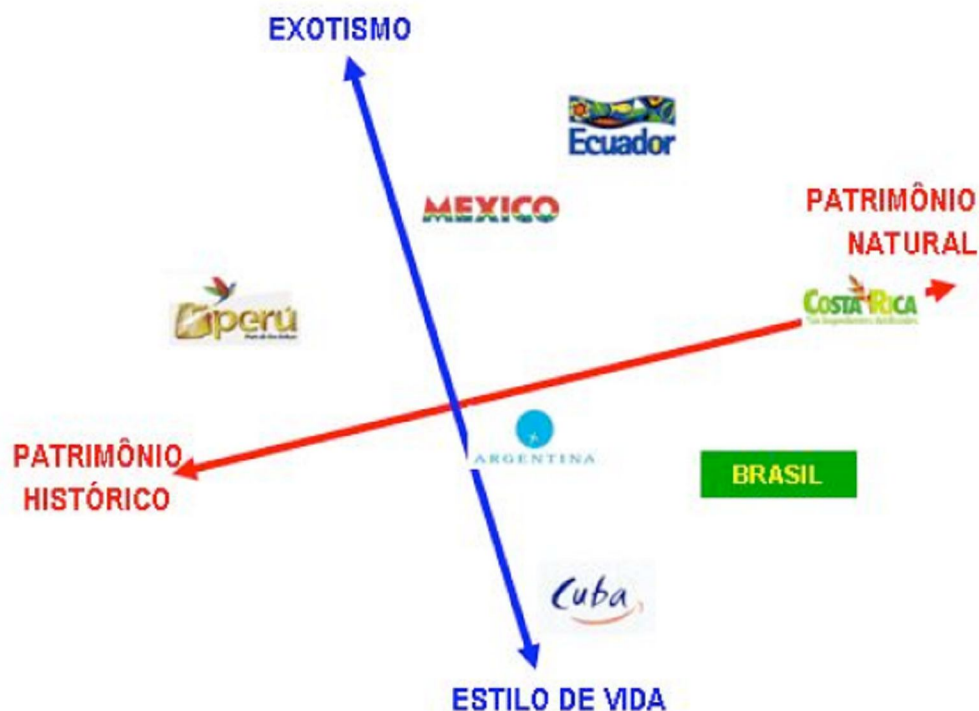 EXOTISMO
Ecuador
MEXICO
PATRIMÔNIO
NATURAL
COSTA RICA
perú
ARGENTINA
PATRIMÔNIO
HISTÓRICO
BRASIL
Cuba
ESTILO DE VIDA